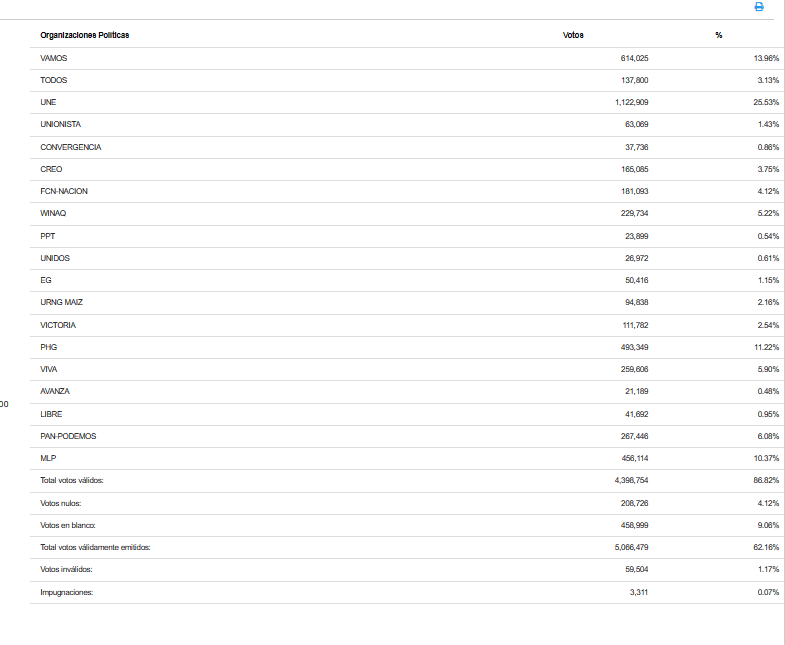 Organizaciones Políticas Votos %
VAMOS 614,025 13.96%
TODOS 137,800 3.13%
UNE 1,122,909 25.53%
UNIONISTA 63,069 1.43%
CONVERGENCIA 37,736 0.86%
CREO 165,085 3.75%
FCN-NACION 181,093 4.12%
WINAQ 229,734 5.22%
PPT 23,899 0.54%
UNIDOS 26,972 0.61%
EG 50,416 1.15%
URNG MAIZ 94,838 2.16%
VICTORIA 111,782 2.54%
PHG 493,349 11.22%
VIVA 259,606 5.90%
AVANZA 21,189 0.48%
00
LIBRE 41,692 0.95%
PAN-PODEMOS 267,446 6.08%
MLP 456,114 10.37%
Total votos válidos: 4,398,754 86.82%
Votos nulos: 208,726 4.12%
Votos en blanco: 458,999 9.06%
Total votos válidamente emitidos: 5,066,479 62.16%
Votos inválidos: 59,504 1.17%
Impugnaciones: 3,311 0.07%